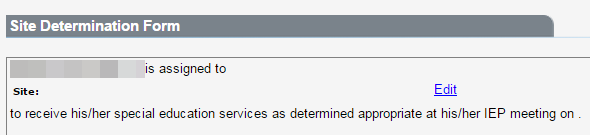 Site Determination Form
is assigned to
Site: Edit
to receive his/her special education services as determined appropriate at his/her IEP meeting on .